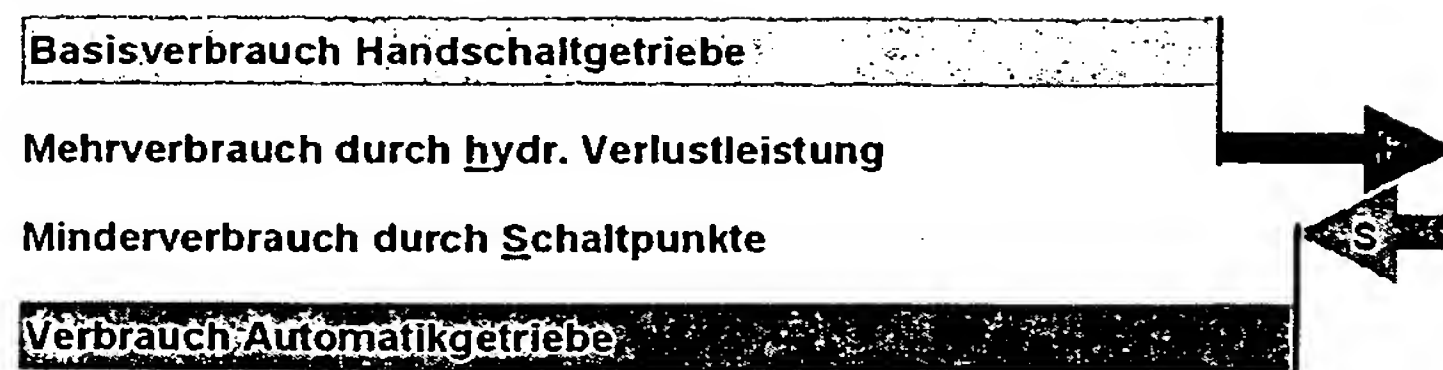 Basisverbrauch Handschaltgetriebe
Mehrverbrauch durch hydr. Verlustleistung
Minderverbrauch durch Schaltpunkte
S
Verbrauch Automatikgetriebe